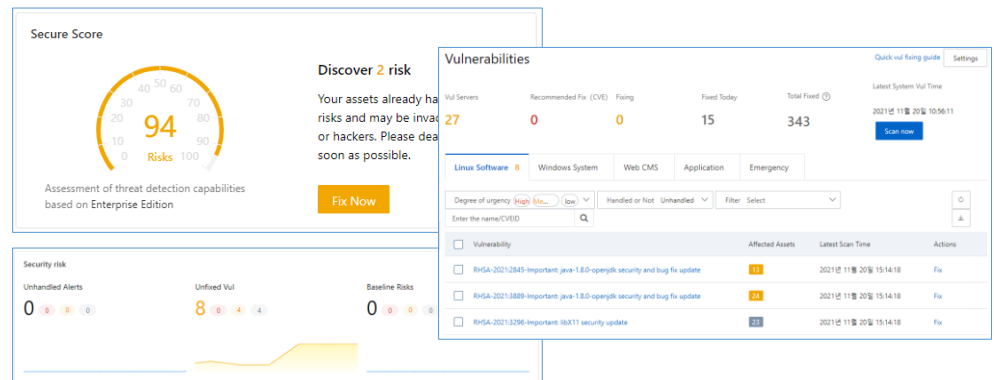 Secure Score
0 10 20 30 40 50 60 70 80 90 100
94
Risks
Assessment of threat detection capabilities
based on Enterprise Edition
Discover 2 risk
Your assets already ha
risks and may be invad
or hackers. Please dea
soon as possible.
Fix Now
Security risk
Unhandled Alerts
0 0 0 0
Unfixed Vul
8 0 4 4
Baseline Risks
0 0 0 0
Vulnerabilities
Quick vul fixing guide Settings
Vul Servers
27
Recommended Fix (CVE)
0
Fixing
0
Fixed Today
15
Total Fixed
343
Latest System Vul Time
2021년 11월 20일 10:56:11
Scan now
Linux Software 8 Windows System Web CMS Application Emergency
Degree of urgency High Me... low Handled or Not Unhandled Filter Select
Enter the name/CVEID
Vulnerability Affected Assets Latest Scan Time Actions
RHSA-2021:2845-Important: java-1.8.0-openjdk security and bug fix update 13 2021년 11월 20일 15:14:18 Fix
RHSA-2021:3889-Important: java-1.8.0-openjdk security and bug fix update 24 2021년 11월 20일 15:14:18 Fix
RHSA-2021:3296-Important: libX11 security update 23 2021년 11월 20일 15:14:18 Fix